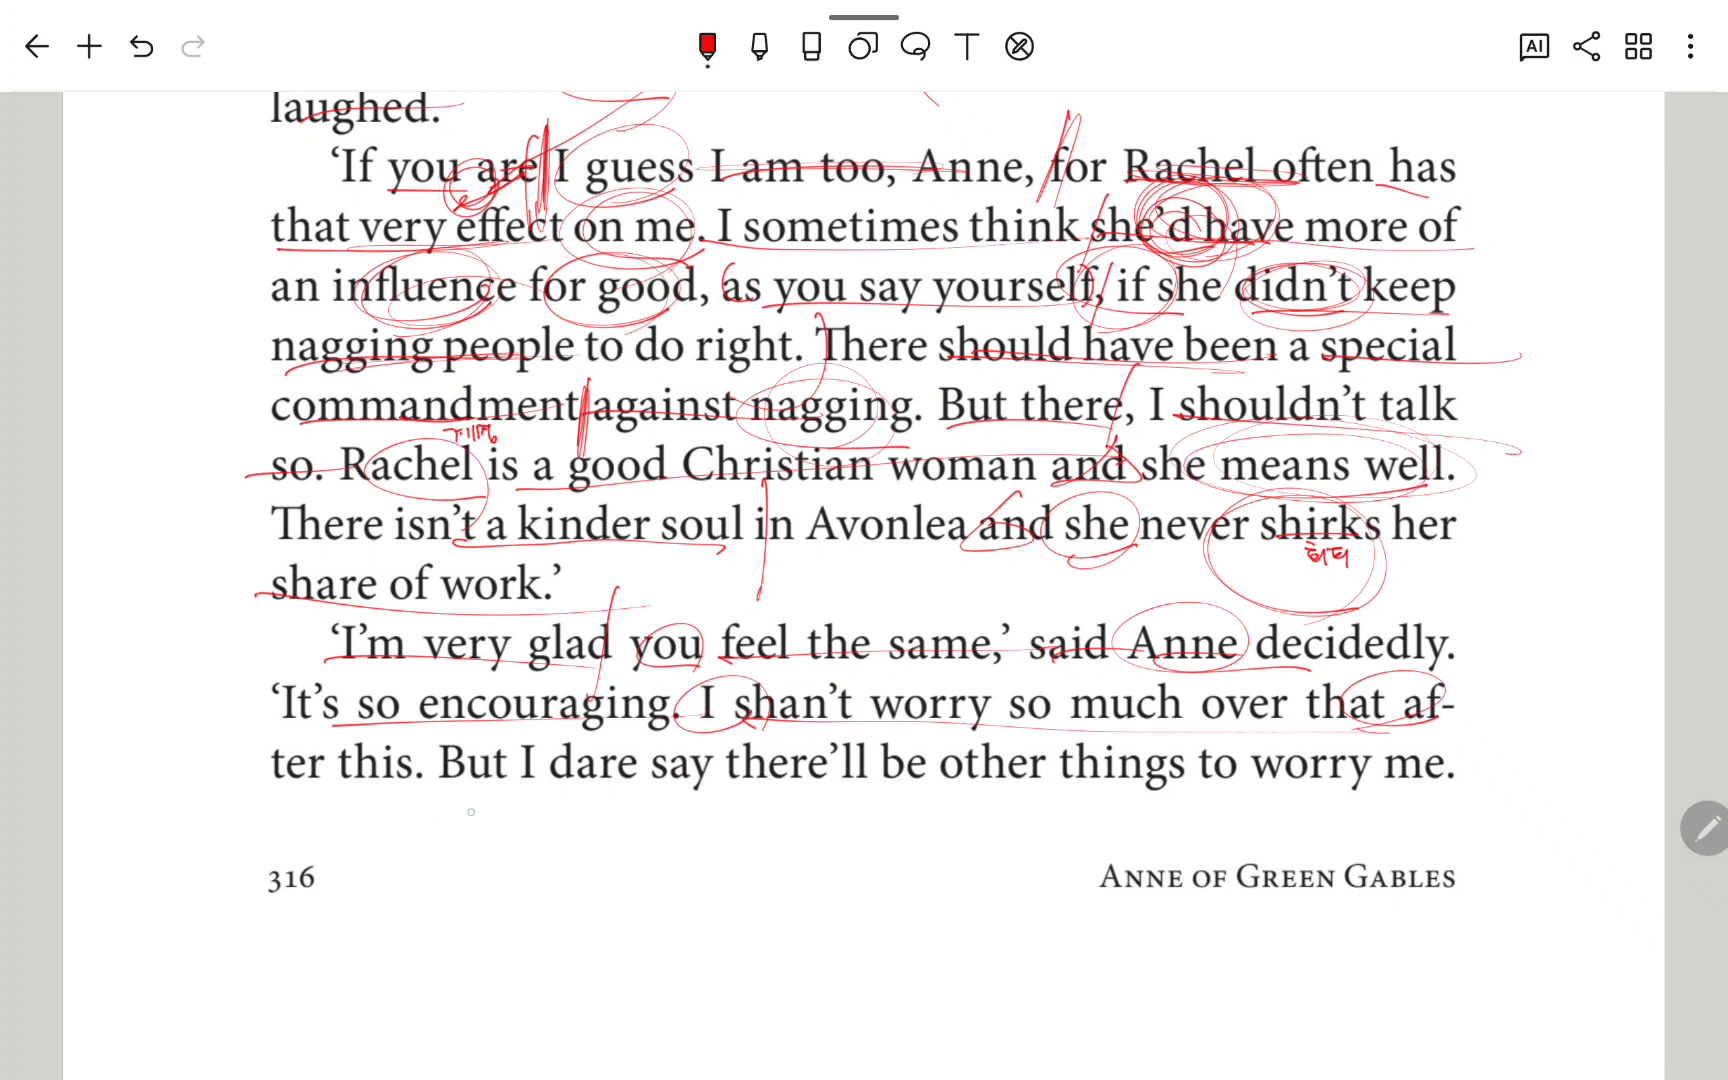 AI
laughed.
‘If you are I guess I am too, Anne, for Rachel often has
that very effect on me. I sometimes think she’d have more of
an influence for good, as you say yourself, if she didn’t keep
nagging people to do right. There should have been a special
commandment against nagging. But there, I shouldn’t talk
so. Rachel is a good Christian woman and she means well.
There isn’t a kinder soul in Avonlea and she never shirks her
share of work.’
‘I’m very glad you feel the same,’ said Anne decidedly.
‘It’s so encouraging. I shan’t worry so much over that af-
ter this. But I dare say there’ll be other things to worry me.
316 ANNE OF GREEN GABLES